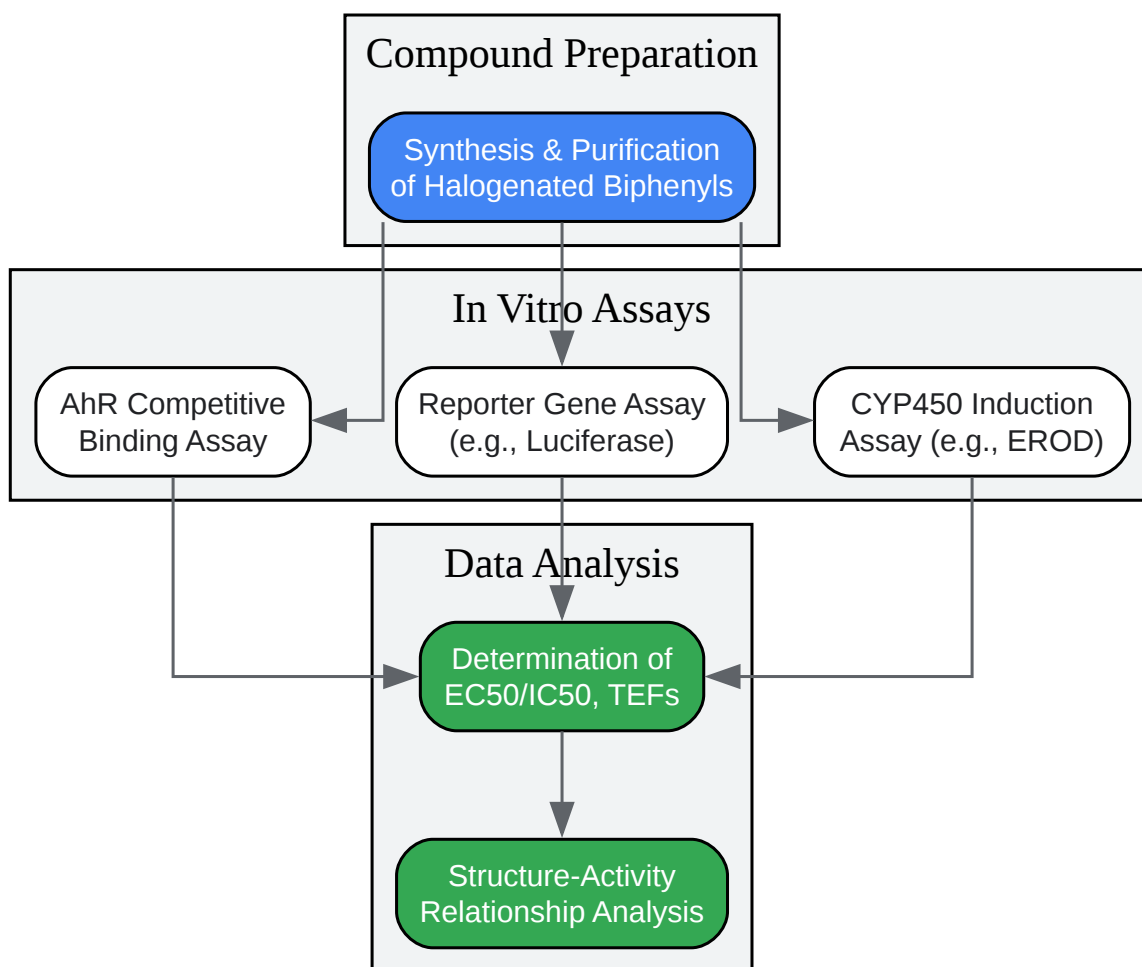 Compound Preparation
Synthesis & Purification
of Halogenated Biphenyls
In Vitro Assays
AhR Competitive
Binding Assay
Reporter Gene Assay
(e.g., Luciferase)
CYP450 Induction
Assay (e.g., EROD)
Data Analysis
Determination of
EC50/IC50, TEFs
Structure-Activity
Relationship Analysis